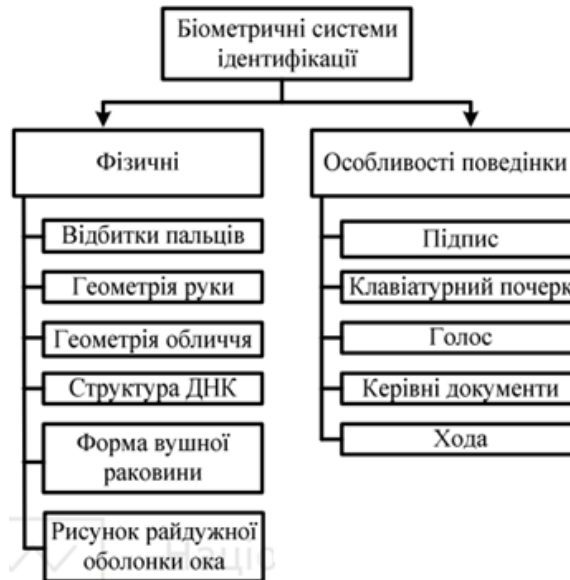 Біометричні системи
ідентифікації
Фізичні
Відбитки пальців
Геометрія руки
Геометрія обличчя
Структура ДНК
Форма вушної
раковини
Рисунок райдужної
оболонки ока
Особливості поведінки
Підпис
Клавіатурний почерк
Голос
Керівні документи
Хода